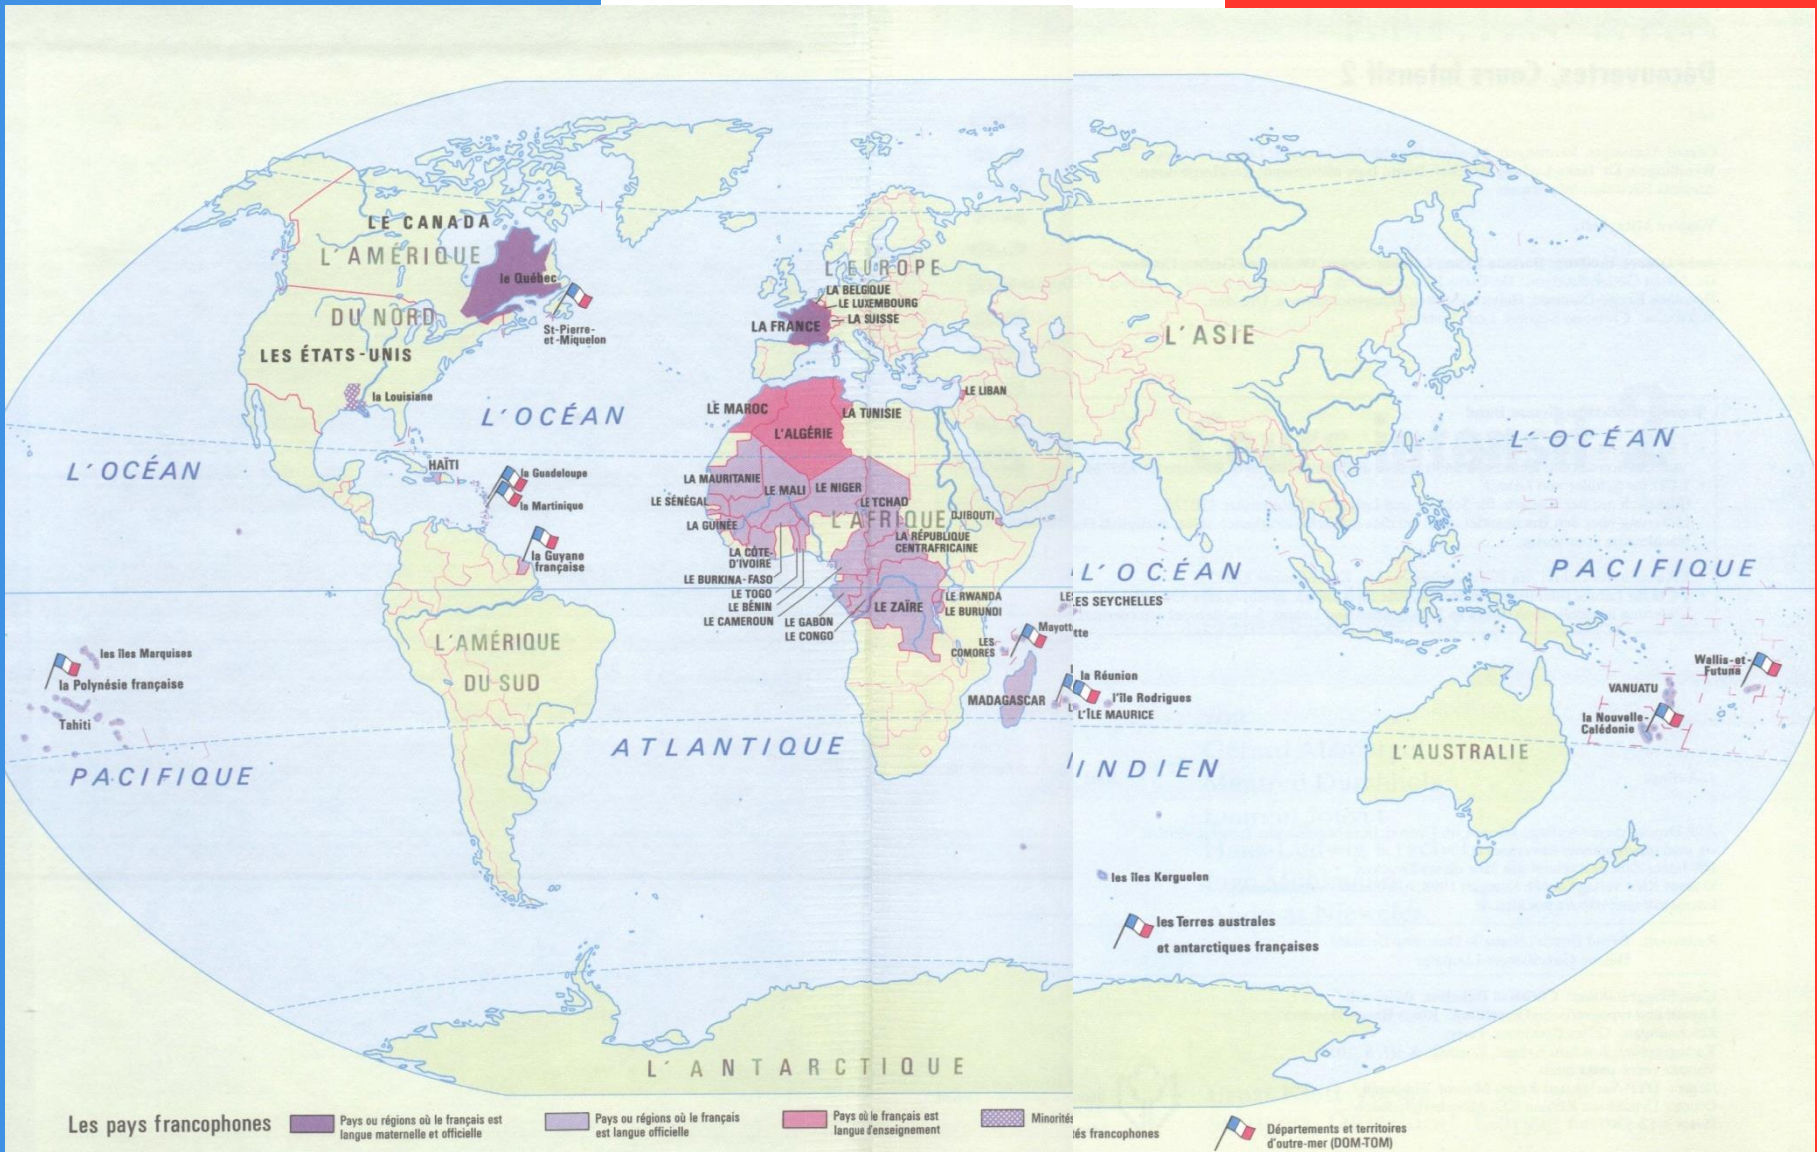 Découvertes, Cours intensif 2
LE CANADA
L'AMÉRIQUE
DU NORD
le Québec
St-Pierre-
et-Miquelon
LES ÉTATS-UNIS
la Louisiane
L'OCÉAN
PACIFIQUE
L'OCÉAN
ATLANTIQUE
HAÏTI
la Guadeloupe
la Martinique
la Guyane
française
L'AMÉRIQUE
DU SUD
les îles Marquises
la Polynésie française
Tahiti
L'EUROPE
LA BELGIQUE
LE LUXEMBOURG
LA SUISSE
LA FRANCE
LE LIBAN
LE MAROC
LA TUNISIE
L'ALGÉRIE
LA MAURITANIE
LE MALI
LE NIGER
LE TCHAD
LE SÉNÉGAL
LA GUINÉE
L'AFRIQUE
DJIBOUTI
LA RÉPUBLIQUE
CENTRAFRICAINE
LA CÔTE-
D'IVOIRE
LE BURKINA-FASO
LE TOGO
LE BÉNIN
LE CAMEROUN
LE GABON
LE CONGO
LE ZAÏRE
LE RWANDA
LE BURUNDI
LES
COMORES
Mayotte
MADAGASCAR
LES SEYCHELLES
la Réunion
l'île Rodrigues
L'ÎLE MAURICE
L'ASIE
L'OCÉAN
INDIEN
L'OCÉAN
PACIFIQUE
Wallis-et-
Futuna
VANUATU
la Nouvelle-
Calédonie
L'AUSTRALIE
les îles Kerguelen
les Terres australes
et antarctiques françaises
L'ANTARCTIQUE
Les pays francophones
Pays ou régions où le français est
langue maternelle et officielle
Pays ou régions où le français
est langue officielle
Pays où le français est
langue d'enseignement
Minorités francophones
Départements et territoires
d'outre-mer (DOM-TOM)